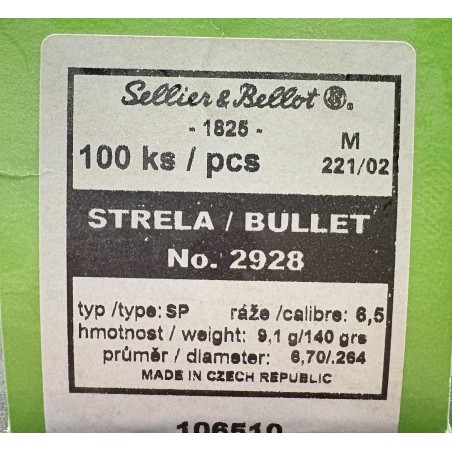 Sellier & Bellot S&B.
- 1825 -
M
100 ks / pcs
221/02
STRELA / BULLET
No. 2928
typ /type: SP ráže /calibre: 6,5
hmotnost / weight: 9,1 g/140 grs
průměr / diameter: 6,70/.264
MADE IN CZECH REPUBLIC
106510